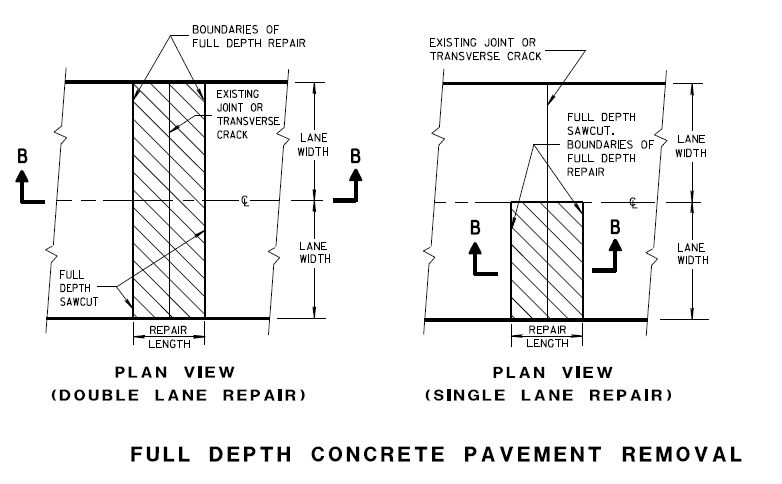 BOUNDARIES OF
FULL DEPTH REPAIR
EXISTING
JOINT OR
TRANSVERSE
CRACK
LANE
WIDTH
B
B
℄
LANE
WIDTH
FULL
DEPTH
SAWCUT
REPAIR
LENGTH
PLAN VIEW
(DOUBLE LANE REPAIR)
EXISTING JOINT OR
TRANSVERSE CRACK
FULL DEPTH
SAWCUT.
BOUNDARIES OF
FULL DEPTH
REPAIR
LANE
WIDTH
℄
B
B
LANE
WIDTH
REPAIR
LENGTH
PLAN VIEW
(SINGLE LANE REPAIR)
FULL DEPTH CONCRETE PAVEMENT REMOVAL